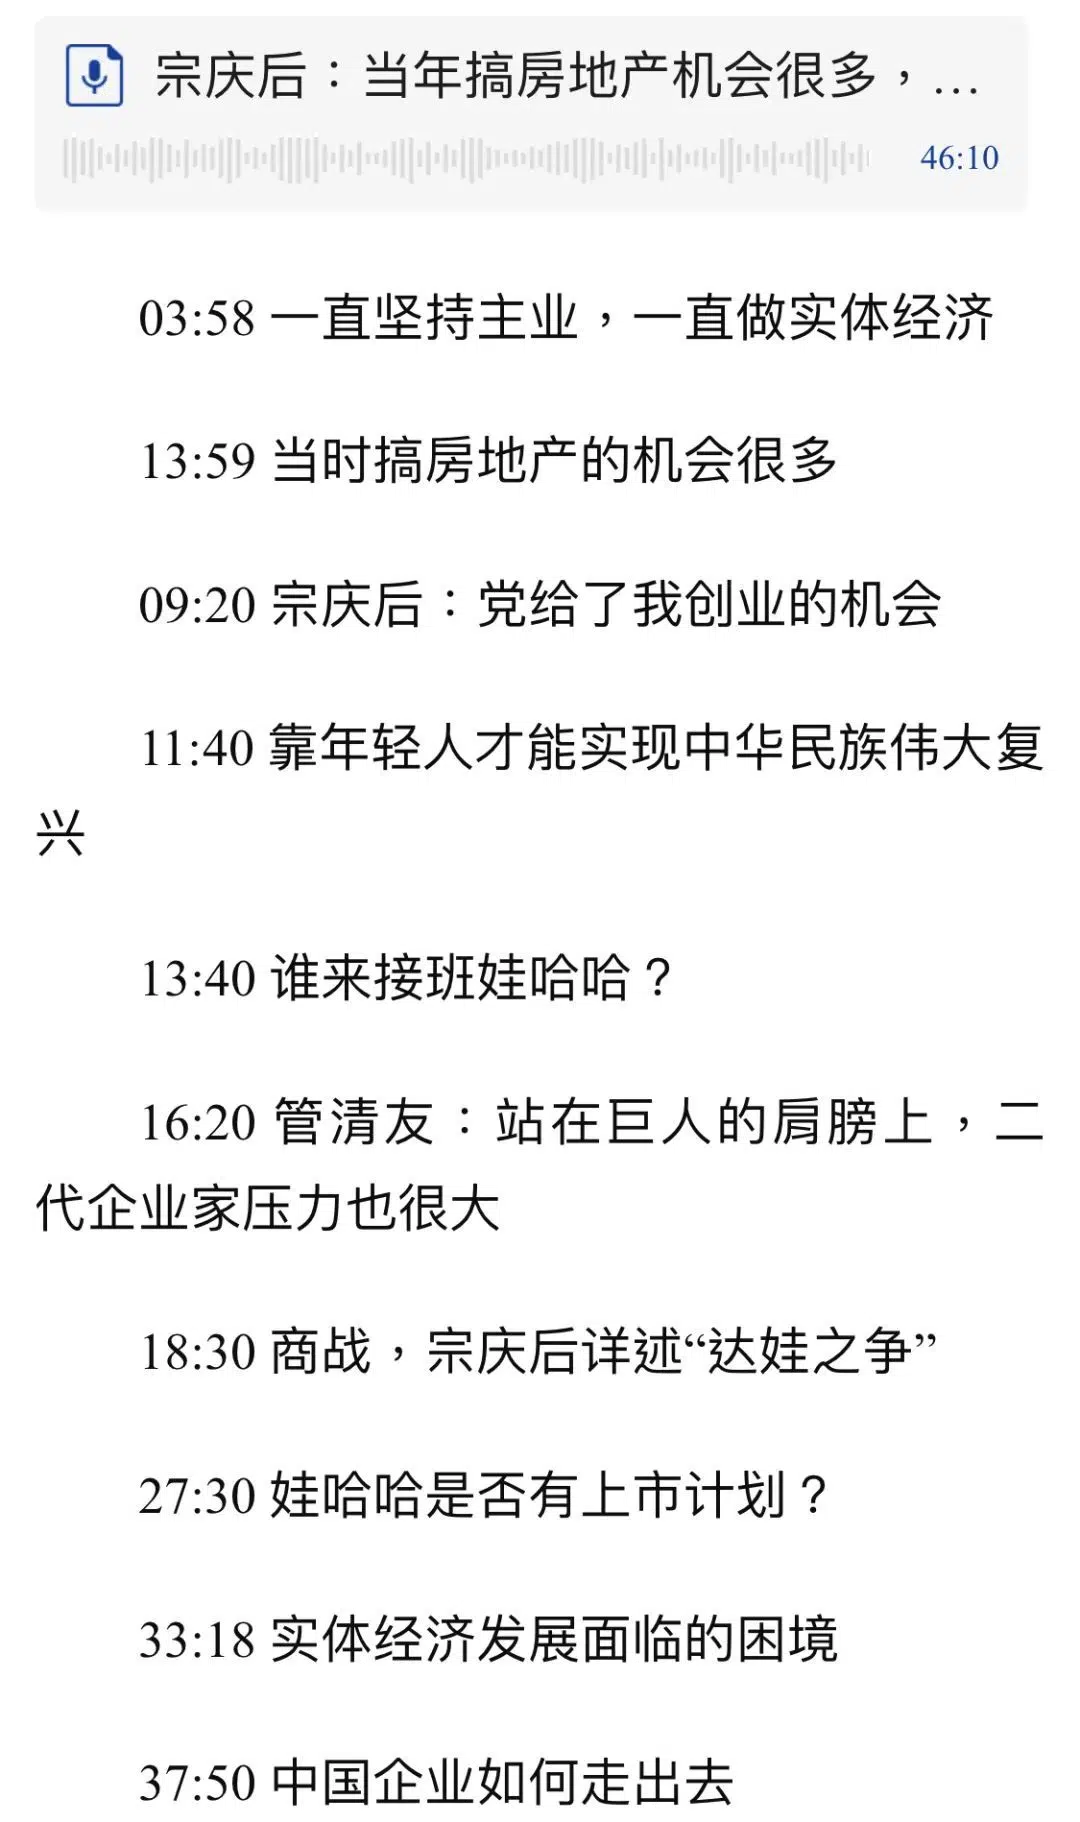 宗庆后：当年搞房地产机会很多，...
46:10
03:58 一直坚持主业，一直做实体经济
13:59 当时搞房地产的机会很多
09:20 宗庆后：党给了我创业的机会
11:40 靠年轻人才能实现中华民族伟大复
兴
13:40 谁来接班娃哈哈？
16:20 管清友：站在巨人的肩膀上，二
代企业家压力也很大
18:30 商战，宗庆后详述“达娃之争”
27:30 娃哈哈是否有上市计划？
33:18 实体经济发展面临的困境
37:50 中国企业如何走出去